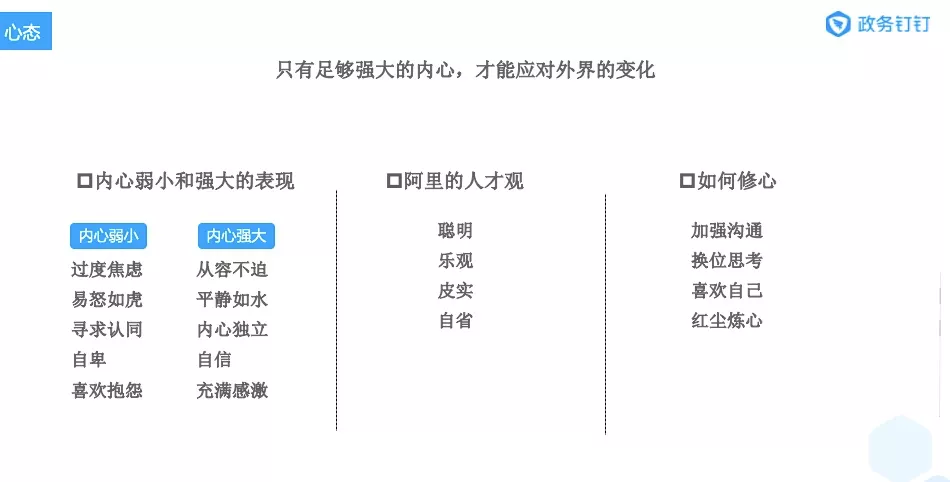 心态
政务钉钉
只有足够强大的内心，才能应对外界的变化
内心弱小和强大的表现
内心弱小 内心强大
过度焦虑 从容不迫
易怒如虎 平静如水
寻求认同 内心独立
自卑 自信
喜欢抱怨 充满感激
阿里的人才观
聪明
乐观
皮实
自省
如何修心
加强沟通
换位思考
喜欢自己
红尘炼心